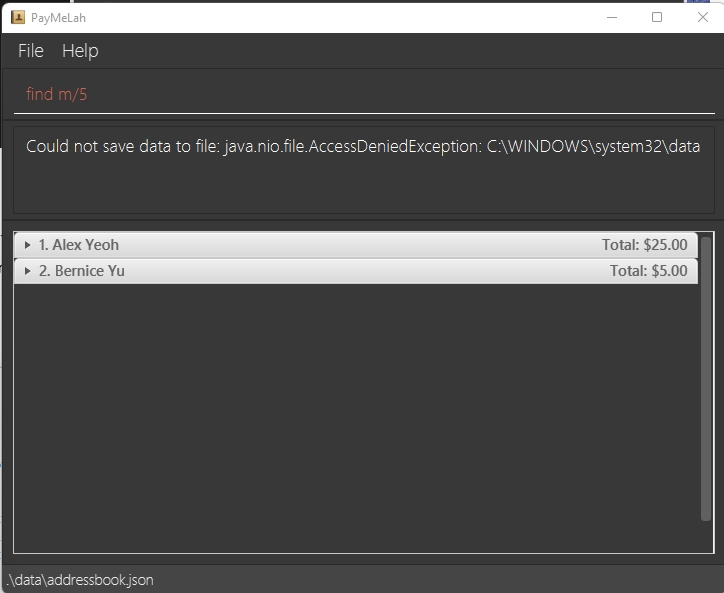 PayMeLah
File Help
find m/5
Could not save data to file: java.nio.file.AccessDeniedException: C:\WINDOWS\system32\data
1. Alex Yeoh Total: $25.00
2. Bernice Yu Total: $5.00
.\data\addressbook.json